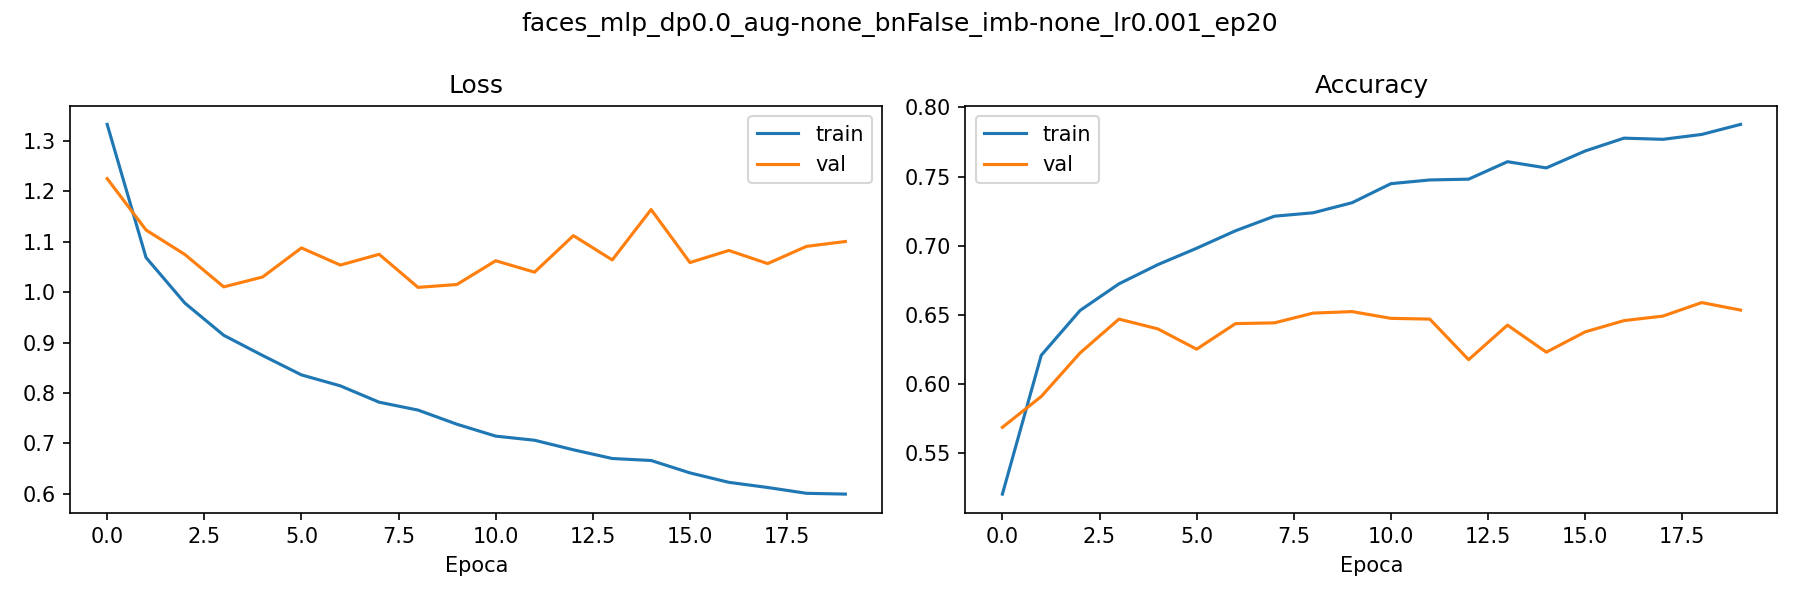 faces_mlp_dp0.0_aug-none_bnFalse_imb-none_lr0.001_ep20
Loss
1.3
1.2
1.1
1.0
0.9
0.8
0.7
0.6
train
val
0.0 2.5 5.0 7.5 10.0 12.5 15.0 17.5
Epoca
Accuracy
0.80
0.75
0.70
0.65
0.60
0.55
train
val
0.0 2.5 5.0 7.5 10.0 12.5 15.0 17.5
Epoca